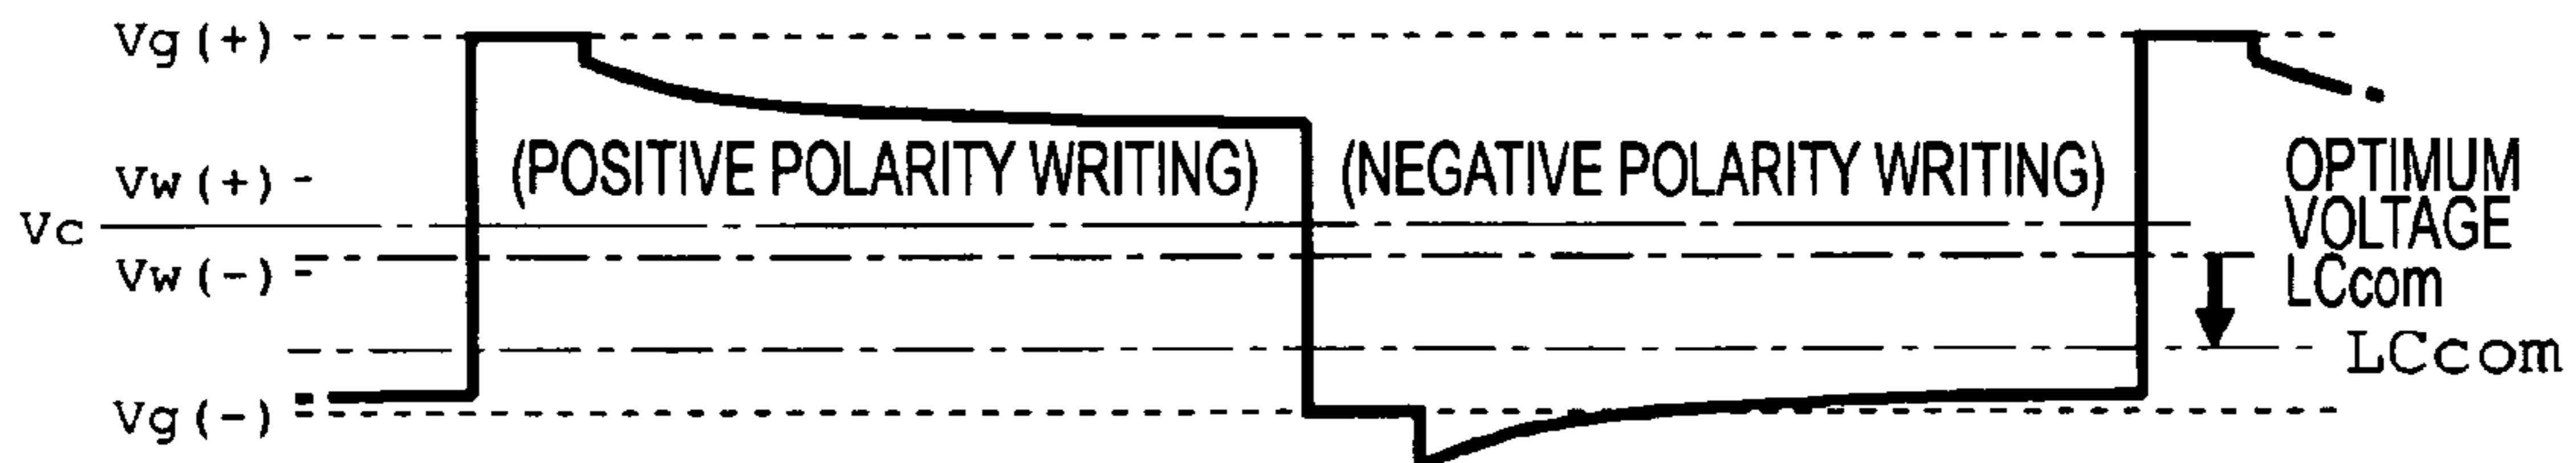 Vg(+)
(POSITIVE POLARITY WRITING)
(NEGATIVE POLARITY WRITING)
Vw(+)
Vc
Vw(-)
Vg(-)
OPTIMUM
VOLTAGE
LCcom
LCcom